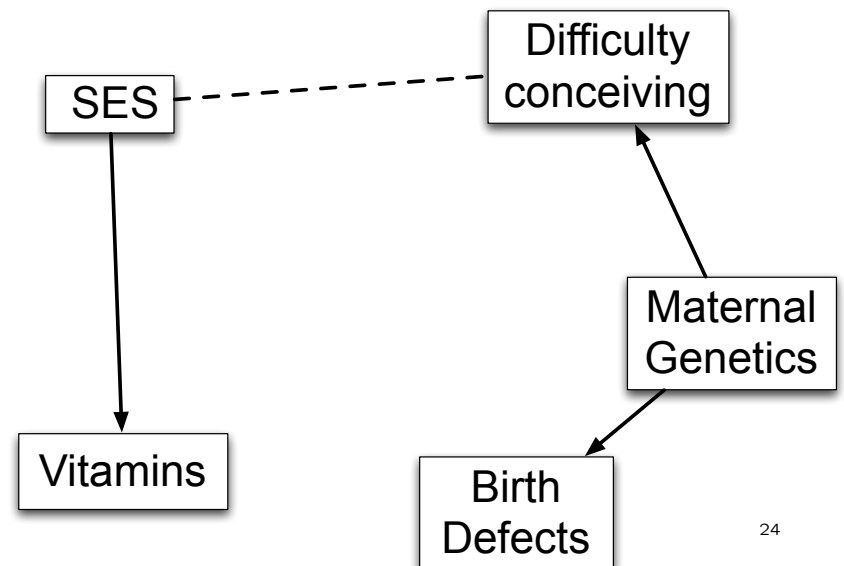 SES
Difficulty
conceiving
Maternal
Genetics
Vitamins
Birth
Defects
24